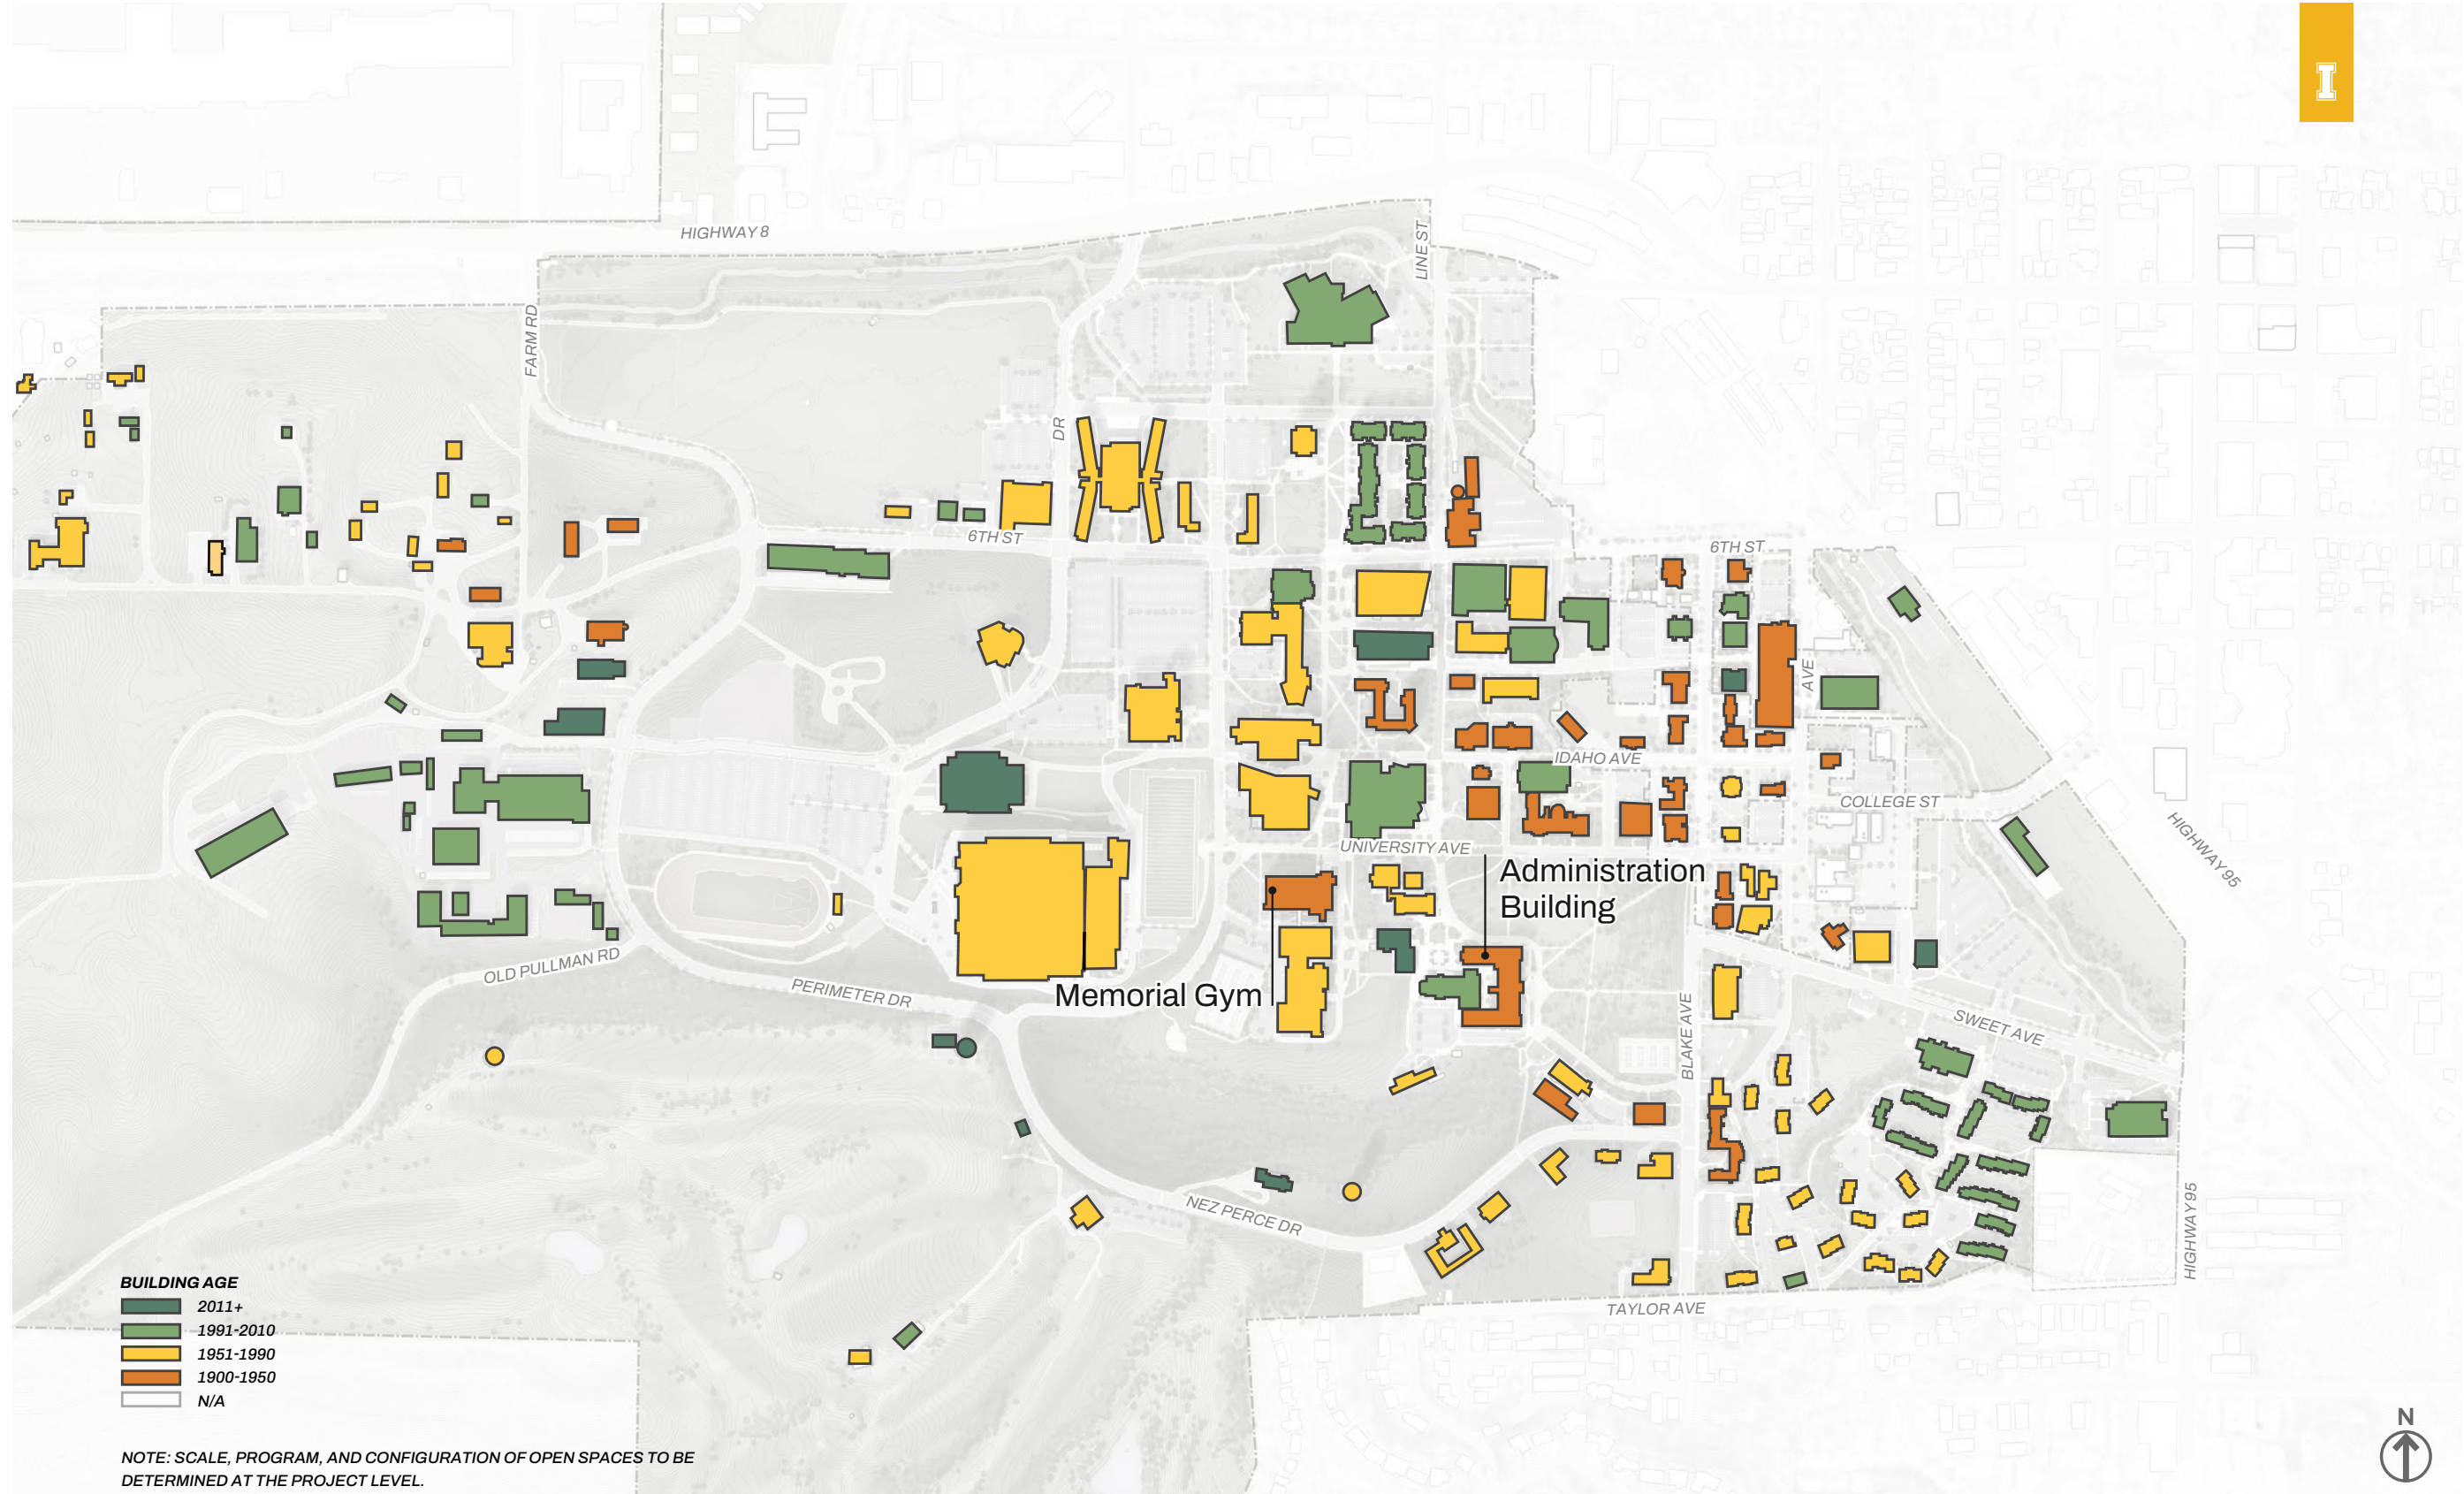 I
HIGHWAY 8
LINE ST
FARM RD
DR
6TH ST
6TH ST
AVE
IDAHO AVE
COLLEGE ST
HIGHWAY 95
UNIVERSITY AVE
Administration
Building
OLD PULLMAN RD
PERIMETER DR
Memorial Gym
BLAKE AVE
SWEET AVE
NEZ PERCE DR
HIGHWAY 95
TAYLOR AVE
BUILDING AGE
2011+
1991-2010
1951-1990
1900-1950
N/A
N
NOTE: SCALE, PROGRAM, AND CONFIGURATION OF OPEN SPACES TO BE
DETERMINED AT THE PROJECT LEVEL.